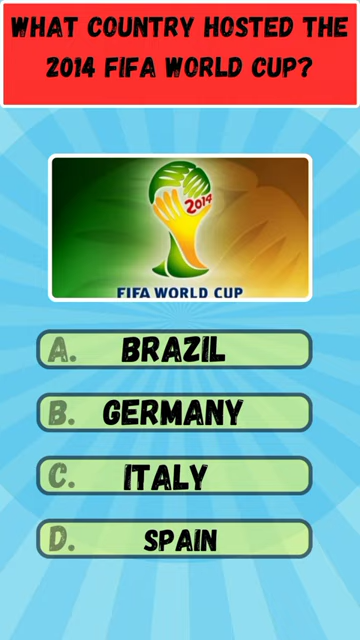 WHAT COUNTRY HOSTED THE
2014 FIFA WORLD CUP?
2014
FIFA WORLD CUP
A. BRAZIL
B. GERMANY
C. ITALY
D. SPAIN